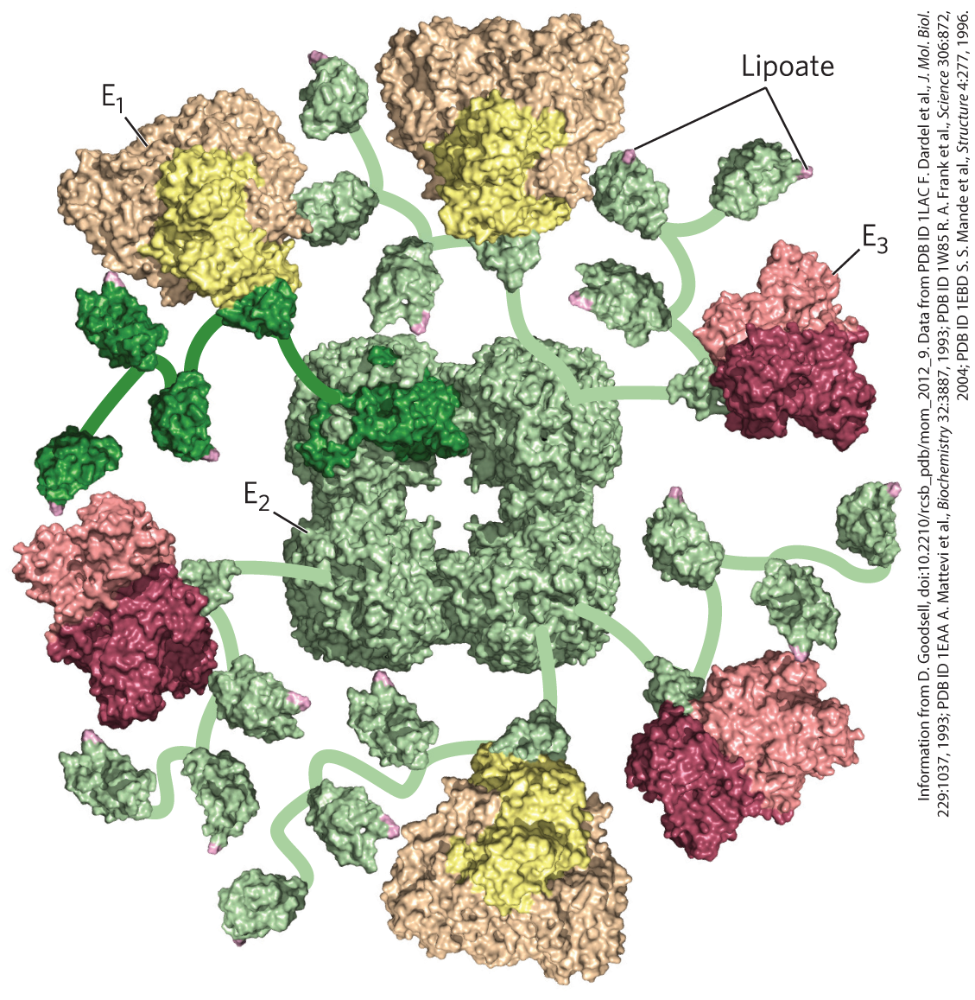 Lipoate
E1
E3
E2
Information from D. Goodsell, doi:10.2210/rcsb_pdb/mom_2012_9. Data from PDB ID 1LAC F. Dardel et al., J. Mol. Biol.
229:1037, 1993; PDB ID 1EAA A. Mattevi et al., Biochemistry 32:3887, 1993; PDB ID 1W85 R. A. Frank et al., Science 306:872,
2004; PDB ID 1EBD S. S. Mande et al., Structure 4:277, 1996.